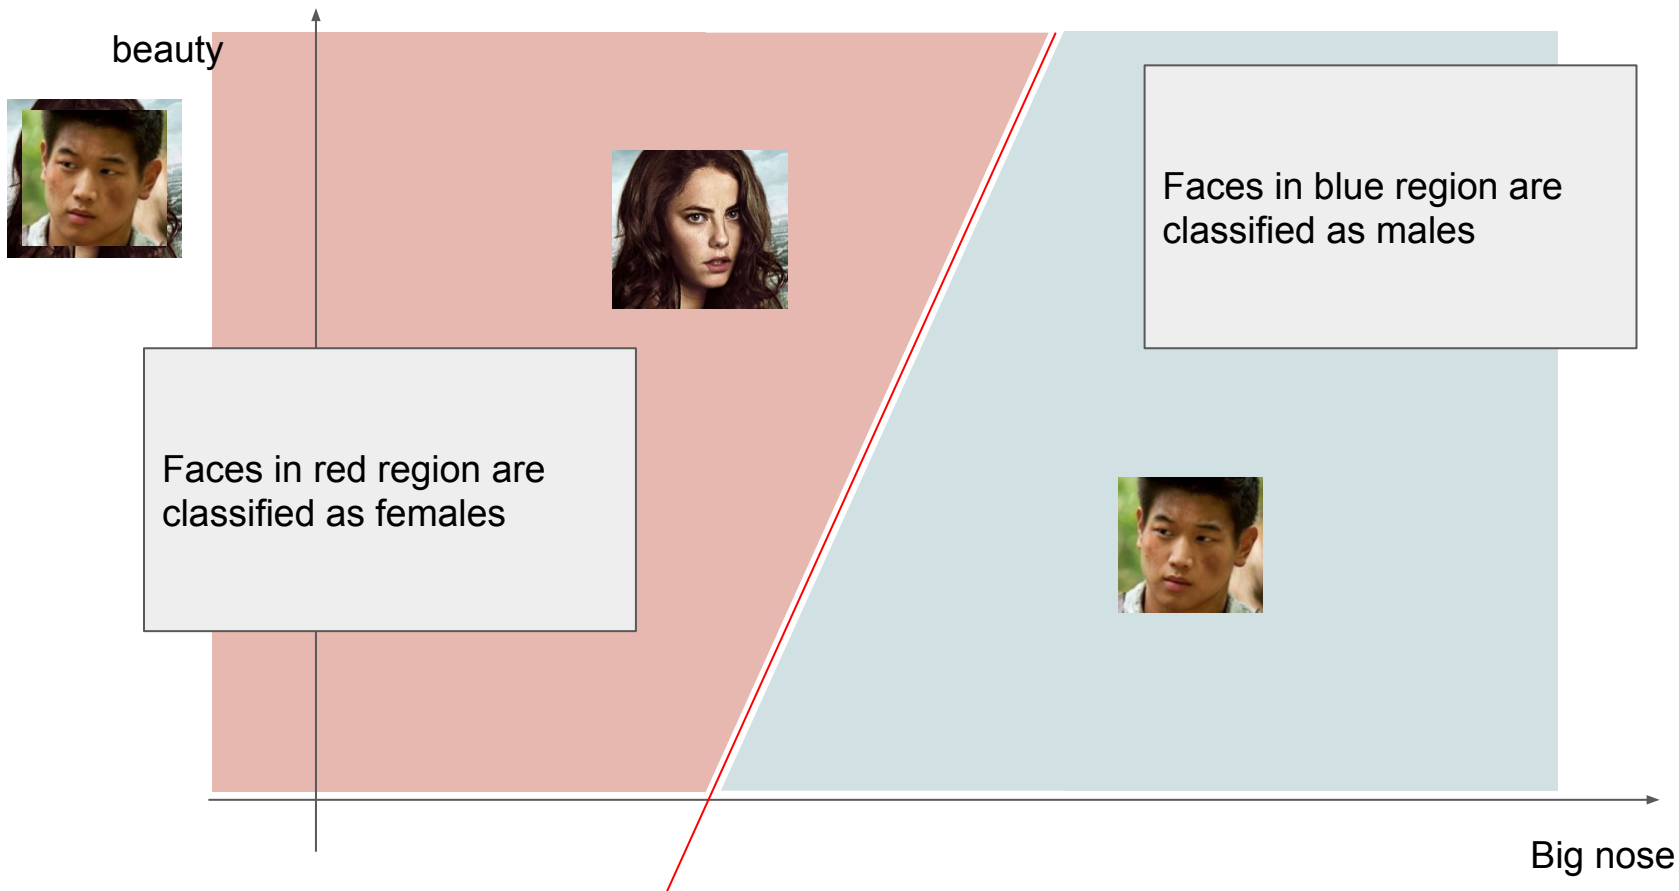 beauty
Faces in blue region are
classified as males
Faces in red region are
classified as females
Big nose